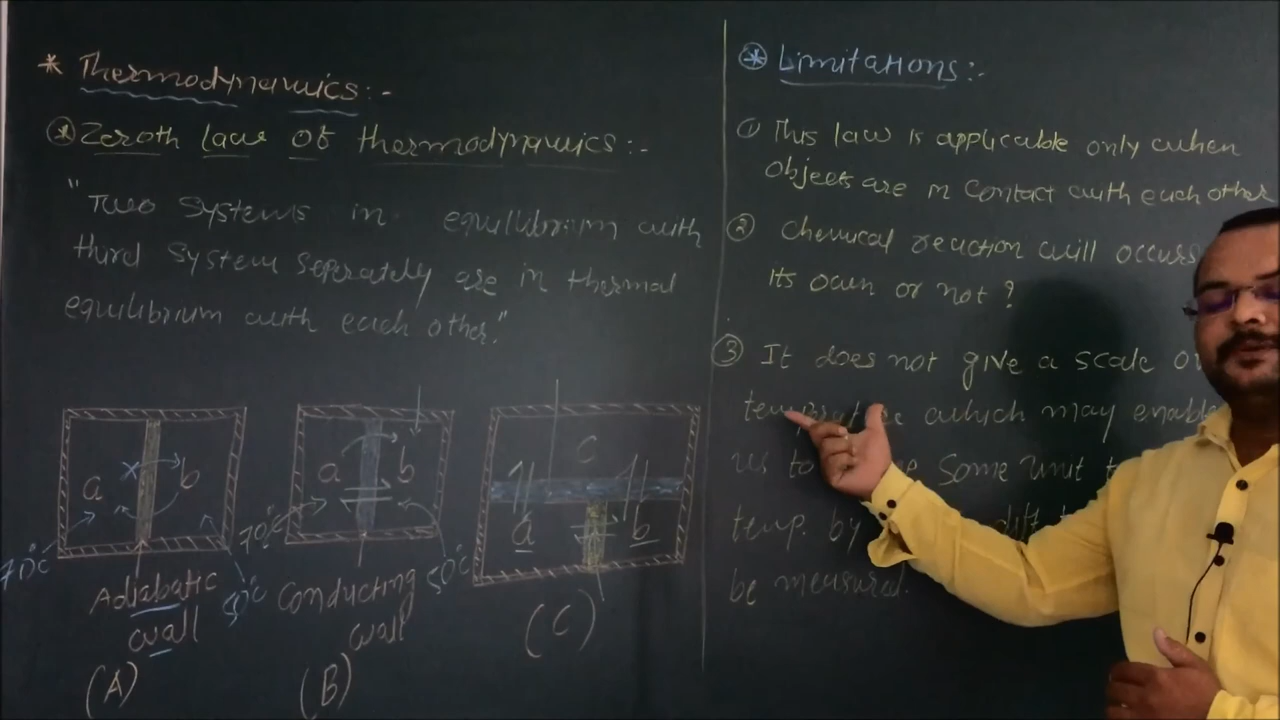 * Thermodynamics:-
* Zeroth law of thermodynamics:-
"Two systems in equilibrium with
third system seperately are in thermal
equilibrium with each other."
a b
70°C
50°C
Adiabatic
wall
(A)
a b
70°C
50°C
Conducting
wall
(B)
C
a b
(C)
* Limitations:-
① This law is applicable only when
objects are in contact with each other
② Chemical reaction will occurs
its own or not?
③ It does not give a scale
which may enable
us to some unit
temp. by
be measured.